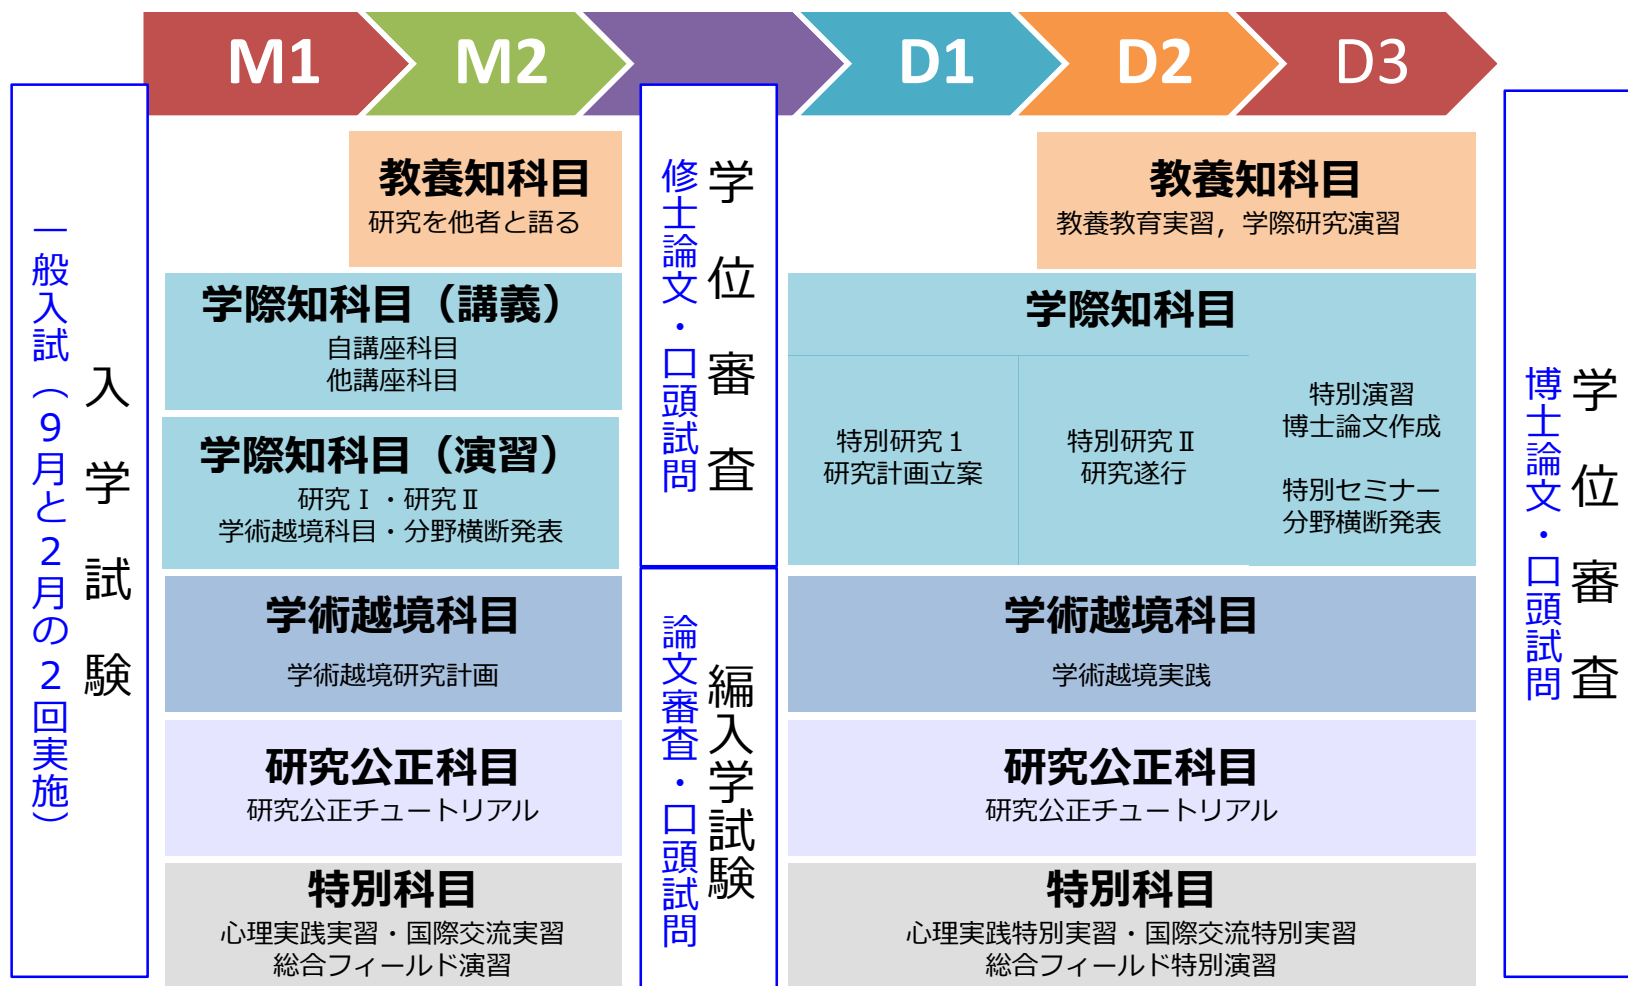 M1
M2
D1
D2
D3
一般入試（9月と2月の2回実施）
入学試験
教養知科目
研究を他者と語る
学際知科目（講義）
自講座科目
他講座科目
学際知科目（演習）
研究Ⅰ・研究Ⅱ
学術越境科目・分野横断発表
学術越境科目
学術越境研究計画
研究公正科目
研究公正チュートリアル
特別科目
心理実践実習・国際交流実習
総合フィールド演習
学位審査
修士論文・口頭試問
編入学試験
論文審査・口頭試問
教養知科目
教養教育実習，学際研究演習
学際知科目
特別研究１
研究計画立案
特別研究Ⅱ
研究遂行
特別演習
博士論文作成
特別セミナー
分野横断発表
学術越境科目
学術越境実践
研究公正科目
研究公正チュートリアル
特別科目
心理実践特別実習・国際交流特別実習
総合フィールド特別演習
学位審査
博士論文・口頭試問